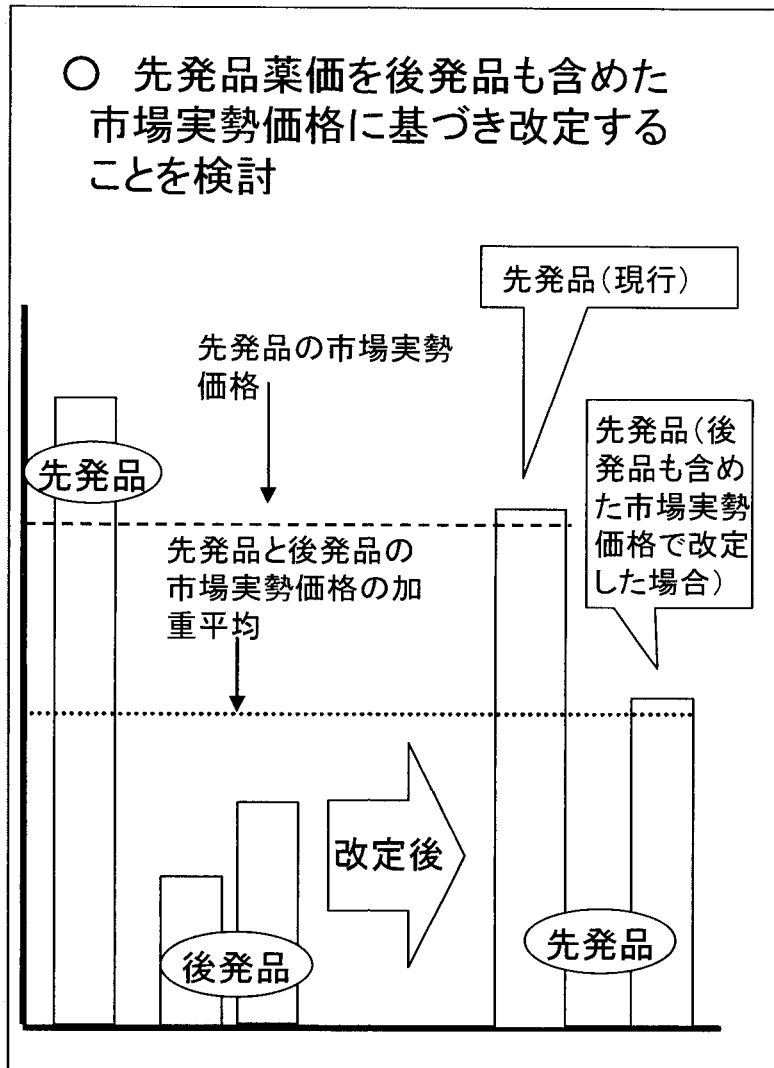 ○ 先発品薬価を後発品も含めた
市場実勢価格に基づき改定する
ことを検討
先発品(現行)
先発品の市場実勢
価格
先発品(後
発品も含め
た市場実勢
価格で改定
した場合)
先発品
先発品と後発品の
市場実勢価格の加
重平均
改定後
後発品
先発品